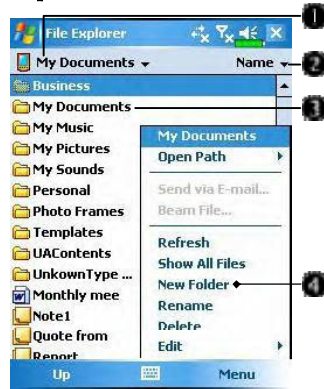 1
File Explorer
My Documents Name
2
Business
My Documents
3
My Music
My Pictures
My Sounds
Personal
Photo Frames
Templates
UAContents
UnkownType ...
Monthly mee
Note1
Quote from
Report
My Documents
Open Path
Send via E-mail...
Beam File...
Refresh
Show All Files
New Folder
4
Rename
Delete
Edit
Up Menu